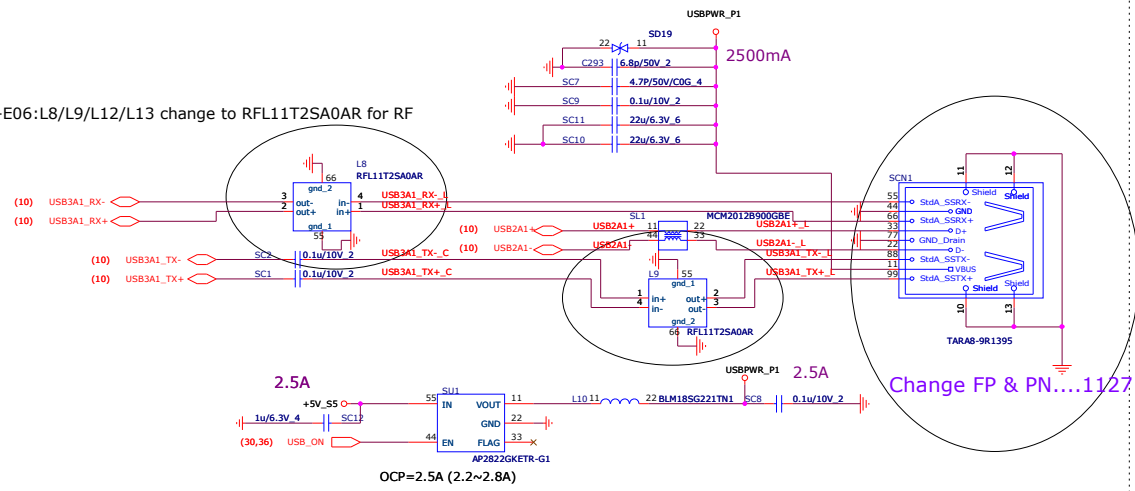 USBPWR_P1
SD19
22 11
2500mA
C293 6.8p/50V_2
SC7 4.7P/50V/C0G_4
SC9 0.1u/10V_2
SC11 22u/6.3V_6
SC10 22u/6.3V_6
-E06:L8/L9/L12/L13 change to RFL11T2SA0AR for RF
L8
RFL11T2SA0AR
66
gnd_2
(10) USB3A1_RX- 3 out- in- 4 USB3A1_RX-_L
(10) USB3A1_RX+ 2 out+ in+ 1 USB3A1_RX+_L
gnd_1
55
SL1 MCM2012B900GBE
(10) USB2A1+ USB2A1+ 11 22 USB2A1+_L
(10) USB2A1- USB2A1- 44 33 USB2A1-_L
(10) USB3A1_TX- SC2 0.1u/10V_2 USB3A1_TX-_C
(10) USB3A1_TX+ SC1 0.1u/10V_2 USB3A1_TX+_C
USB3A1_TX-_L
USB3A1_TX+_L
L9 55
gnd_1
1 in+ out+ 2
4 in- out- 3
gnd_2
66 RFL11T2SA0AR
SCN1
11 12
Shield Shield
55 StdA_SSRX-
44 GND
66 StdA_SSRX+
33 D+
77 GND_Drain
22 D-
88 StdA_SSTX-
11 VBUS
99 StdA_SSTX+
Shield Shield
10 13
TARA8-9R1395
Change FP & PN....1127
2.5A
+5V_S5
1u/6.3V_4 SC12
(30,36) USB_ON
SU1
55 IN VOUT 11
GND 22
44 EN FLAG 33
AP2822GKETR-G1
OCP=2.5A (2.2~2.8A)
L10 11 22 BLM18SG221TN1
USBPWR_P1 2.5A
SC8 0.1u/10V_2